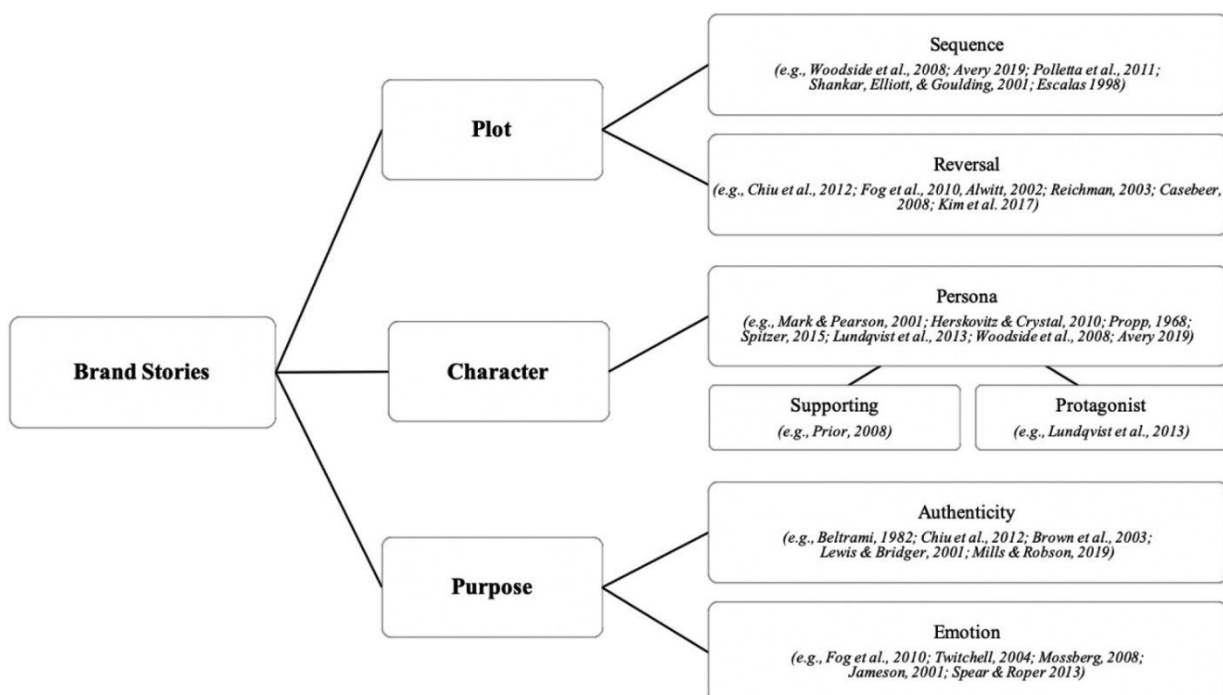 Brand Stories
Plot
Sequence
(e.g., Woodside et al., 2008; Avery 2019; Polletta et al., 2011;
Shankar, Elliott, & Goulding, 2001; Escalas 1998)
Reversal
(e.g., Chiu et al., 2012; Fog et al., 2010, Alwitt, 2002; Reichman, 2003; Casebeer,
2008; Kim et al. 2017)
Character
Persona
(e.g., Mark & Pearson, 2001; Herskovitz & Crystal, 2010; Propp, 1968;
Spitzer, 2015; Lundqvist et al., 2013; Woodside et al., 2008; Avery 2019)
Supporting
(e.g., Prior, 2008)
Protagonist
(e.g., Lundqvist et al., 2013)
Purpose
Authenticity
(e.g., Beltrami, 1982; Chiu et al., 2012; Brown et al., 2003;
Lewis & Bridger, 2001; Mills & Robson, 2019)
Emotion
(e.g., Fog et al., 2010; Twitchell, 2004; Mossberg, 2008;
Jameson, 2001; Spear & Roper 2013)